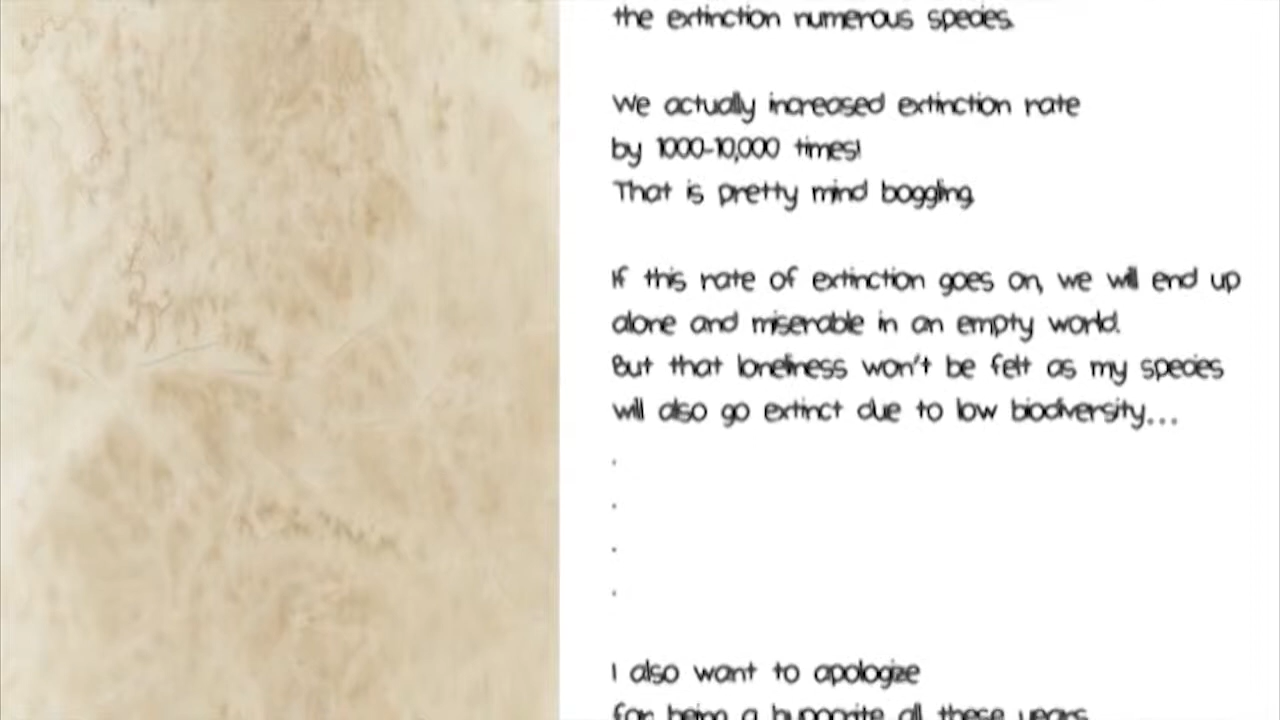 the extinction numerous species.
We actually increased extinction rate
by 1000-10,000 times!
That is pretty mind boggling.
If this rate of extinction goes on, we will end up
alone and miserable in an empty world.
But that loneliness won't be felt as my species
will also go extinct due to low biodiversity...
.
.
.
.
I also want to apologize
for being a hypocrite all these years